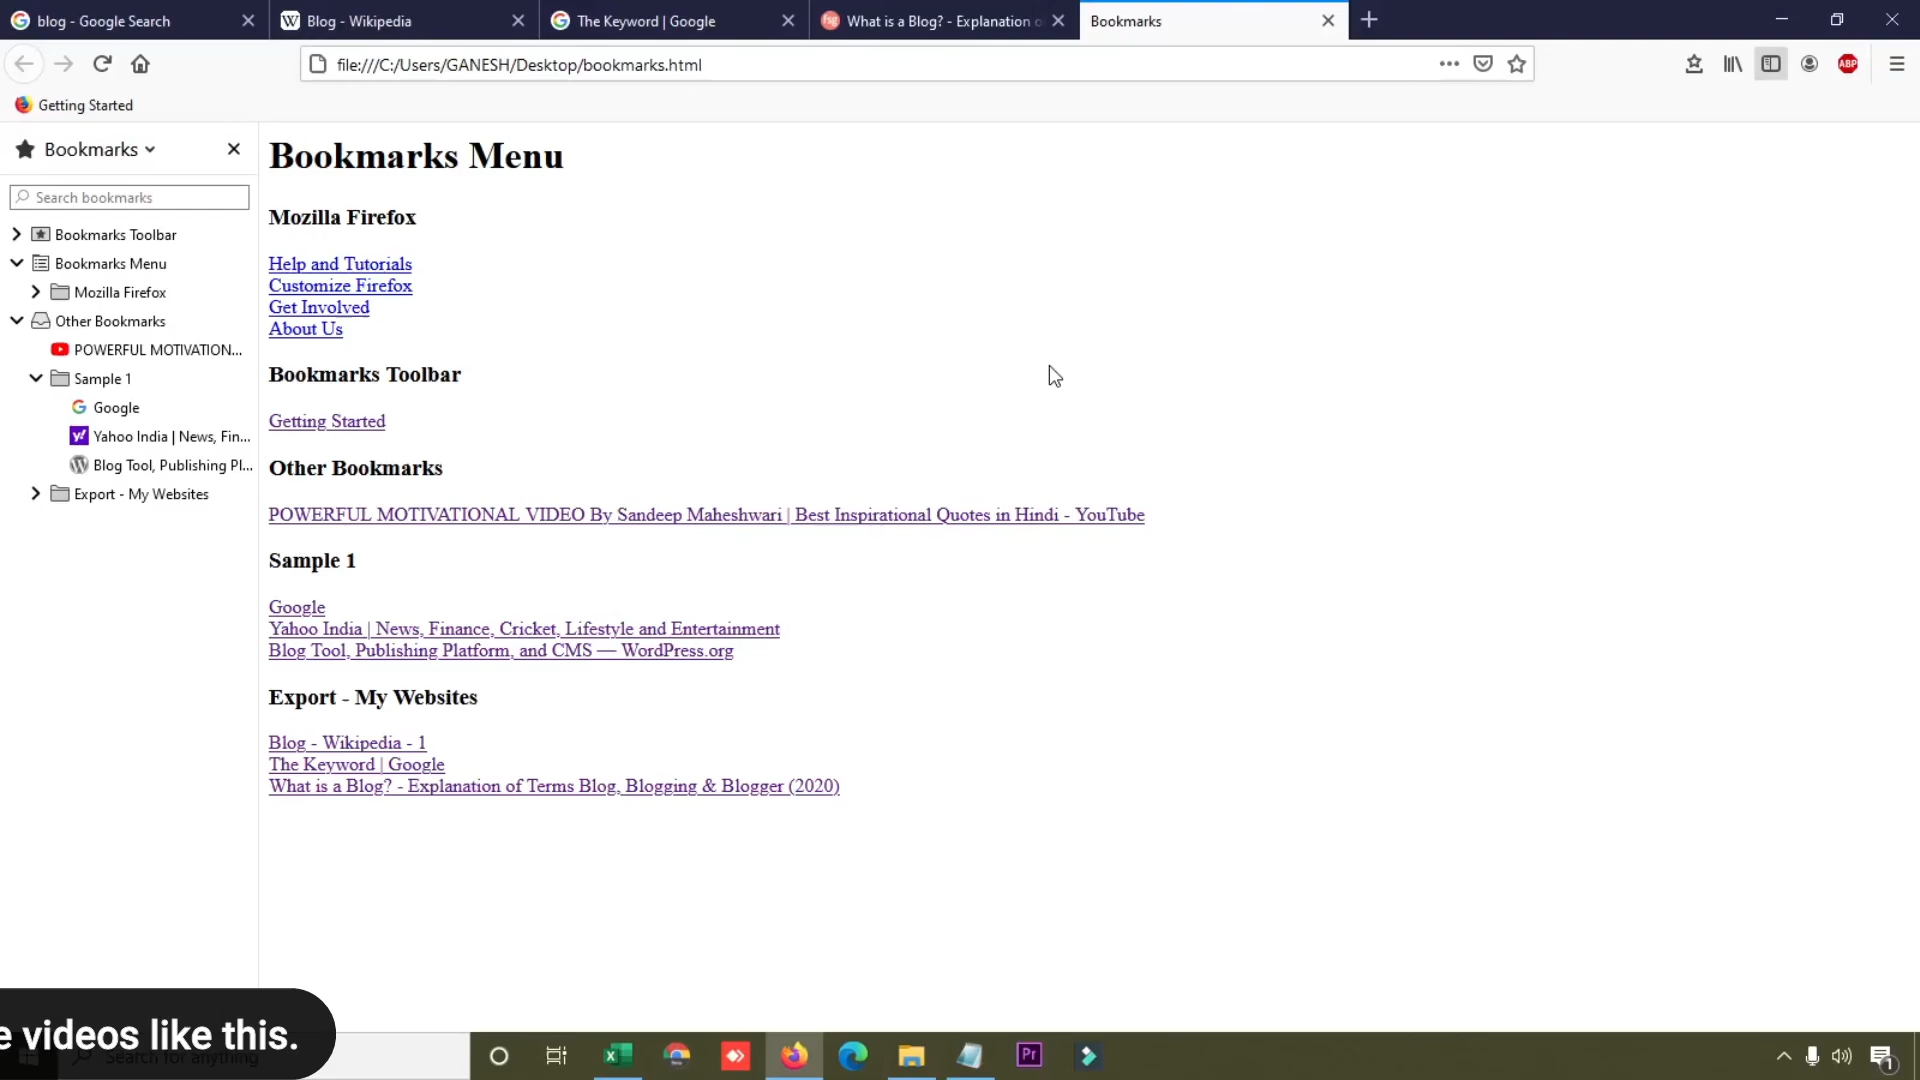 blog - Google Search
Blog - Wikipedia
The Keyword | Google
What is a Blog? - Explanation o
Bookmarks
file:///C:/Users/GANESH/Desktop/bookmarks.html
ABP
Getting Started
Bookmarks
Search bookmarks
Bookmarks Toolbar
Bookmarks Menu
Mozilla Firefox
Other Bookmarks
POWERFUL MOTIVATION...
Sample 1
Google
Yahoo India | News, Fin...
Blog Tool, Publishing Pl...
Export - My Websites
Bookmarks Menu
Mozilla Firefox
Help and Tutorials
Customize Firefox
Get Involved
About Us
Bookmarks Toolbar
Getting Started
Other Bookmarks
POWERFUL MOTIVATIONAL VIDEO By Sandeep Maheshwari | Best Inspirational Quotes in Hindi - YouTube
Sample 1
Google
Yahoo India | News, Finance, Cricket, Lifestyle and Entertainment
Blog Tool, Publishing Platform, and CMS — WordPress.org
Export - My Websites
Blog - Wikipedia - 1
The Keyword | Google
What is a Blog? - Explanation of Terms Blog, Blogging & Blogger (2020)
e videos like this.
Search for anything
Pr
1